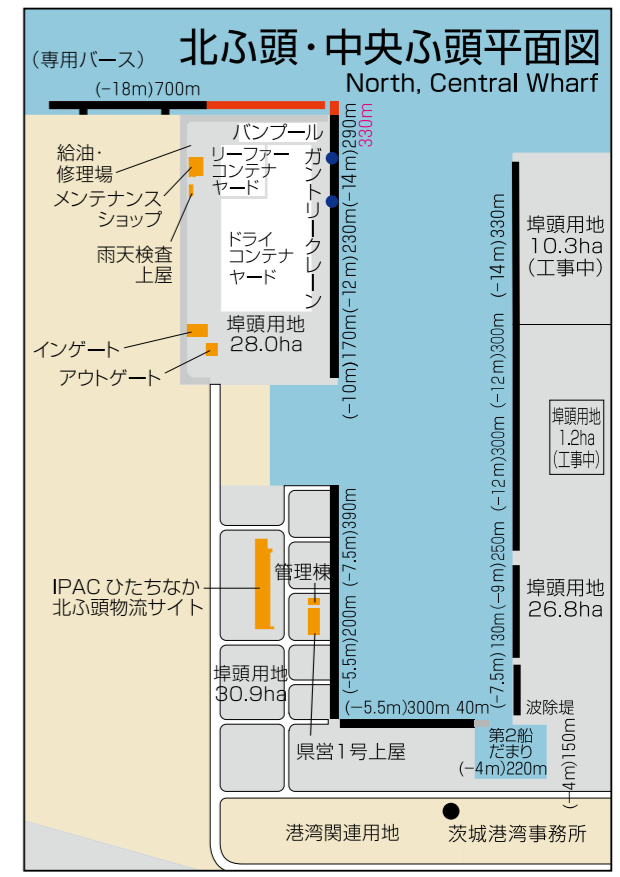 北ふ頭・中央ふ頭平面図
North, Central Wharf
(専用バース)
(−18m)700m
給油・
修理場
メンテナンス
ショップ
雨天検査
上屋
インゲート
アウトゲート
バンプール
リーファー
コンテナ
ヤード
ドライ
コンテナ
ヤード
ガントリークレーン
埠頭用地
28.0ha
(−10m)170m(−12m)230m(−14m)290m
330m
(−14m)330m
(−12m)300m
(−12m)300m
(−9m)250m
(−7.5m)130m
埠頭用地
10.3ha
(工事中)
埠頭用地
1.2ha
(工事中)
埠頭用地
26.8ha
(−7.5m)390m
(−5.5m)200m
IPAC ひたちなか
北ふ頭物流サイト
管理棟
埠頭用地
30.9ha
県営1号上屋
(−5.5m)300m 40m
波除堤
第2船
だまり
(−4m)220m
(−4m)150m
港湾関連用地
茨城港湾事務所